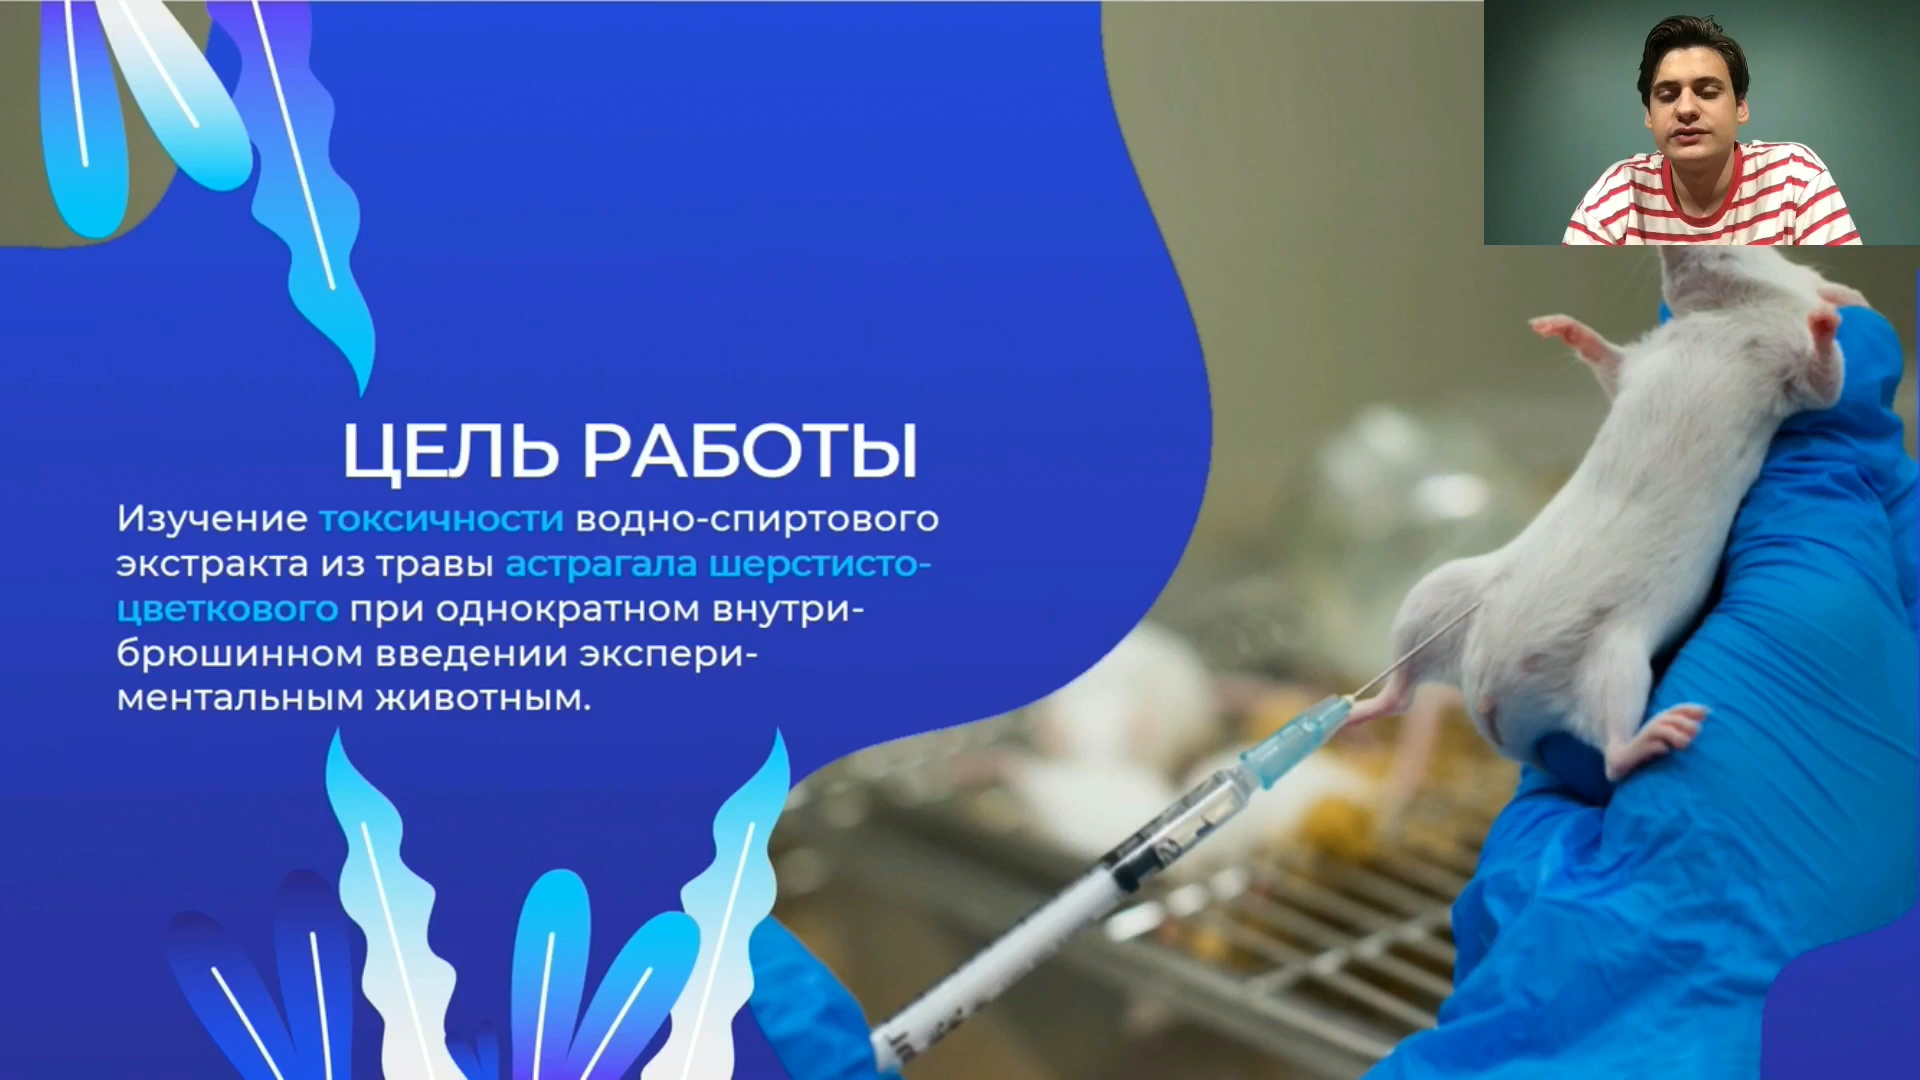 ЦЕЛЬ РАБОТЫ
Изучение токсичности водно-спиртового
экстракта из травы астрагала шерстисто-
цветкового при однократном внутри-
брюшинном введении экспери-
ментальным животным.